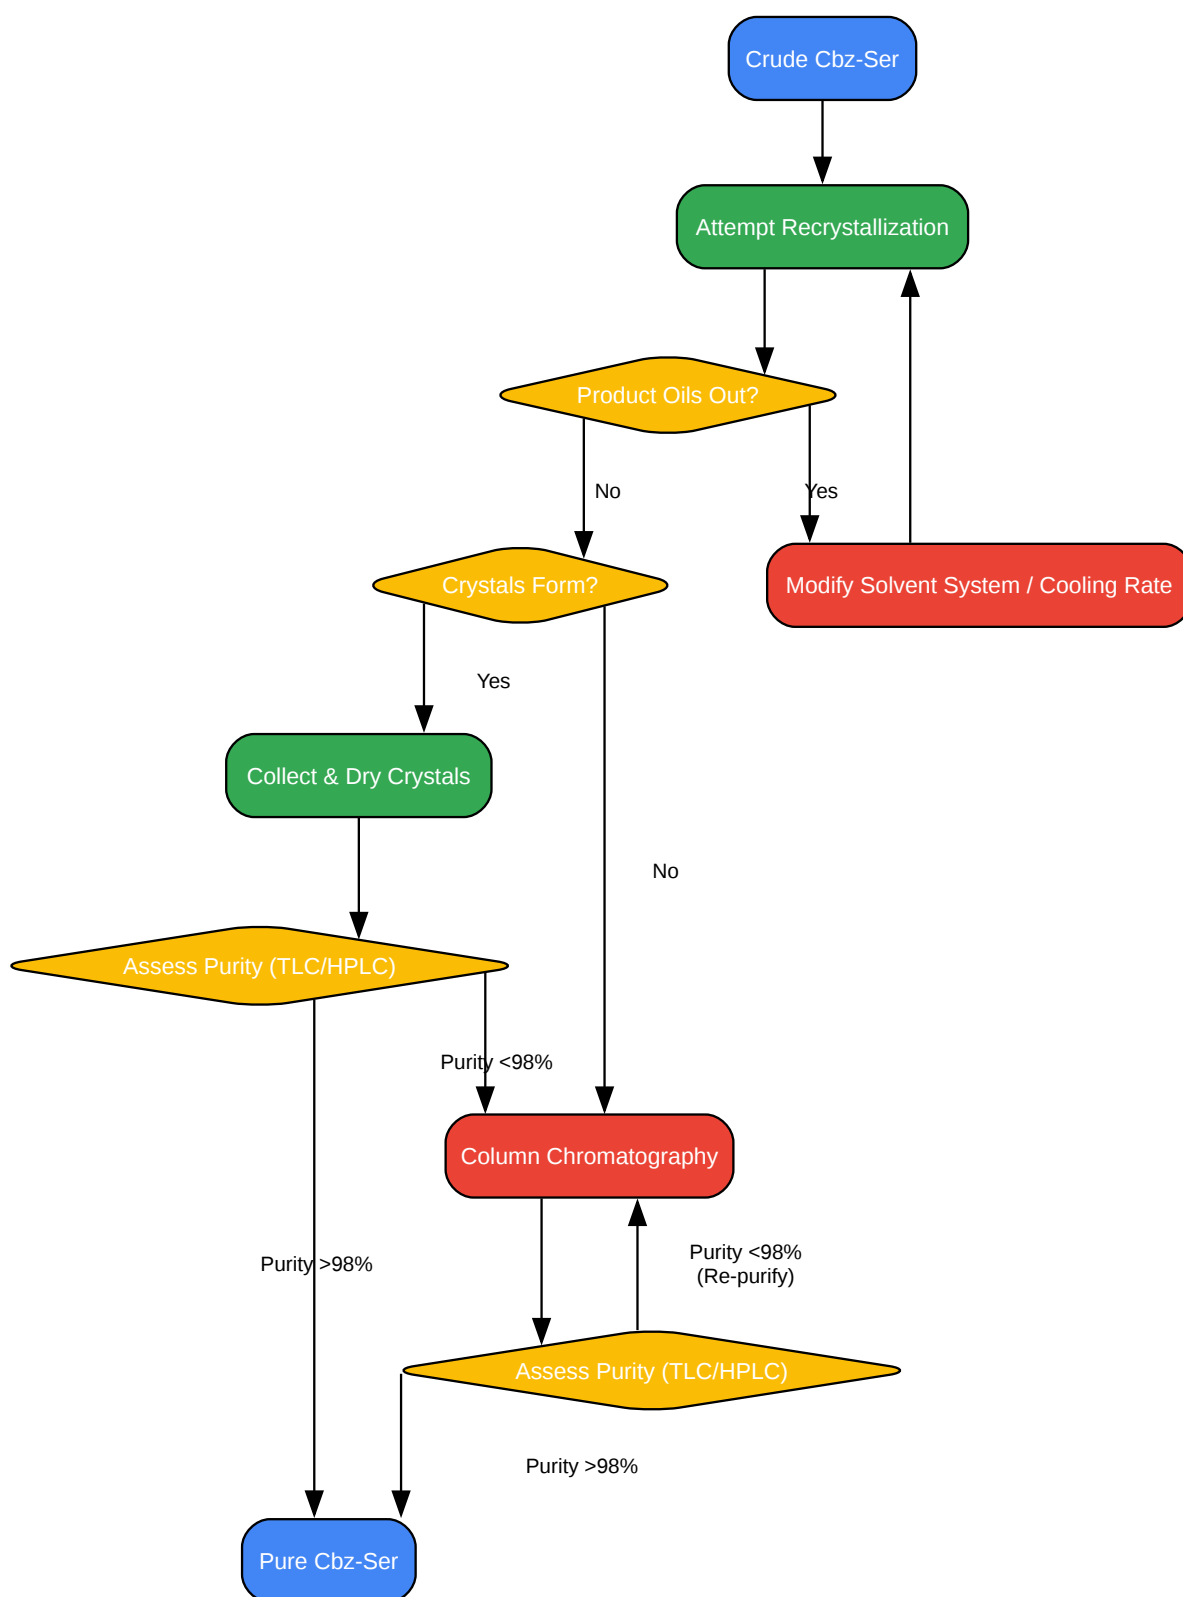 Crude Cbz-Ser
Attempt Recrystallization
Product Oils Out?
No
Yes
Crystals Form?
Modify Solvent System / Cooling Rate
Yes
Collect & Dry Crystals
No
Assess Purity (TLC/HPLC)
Purity <98%
Column Chromatography
Purity >98%
Purity <98%
(Re-purify)
Assess Purity (TLC/HPLC)
Purity >98%
Pure Cbz-Ser